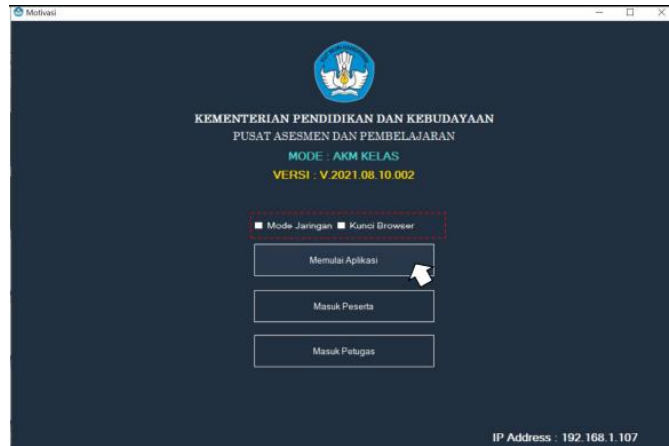 Motivasi
KEMENTERIAN PENDIDIKAN DAN KEBUDAYAAN
PUSAT ASESMEN DAN PEMBELAJARAN
MODE : AKM KELAS
VERSI : V.2021.08.10.002
Mode Jaringan Kunci Browser
Memulai Aplikasi
Masuk Peserta
Masuk Petugas
IP Address : 192.168.1.107